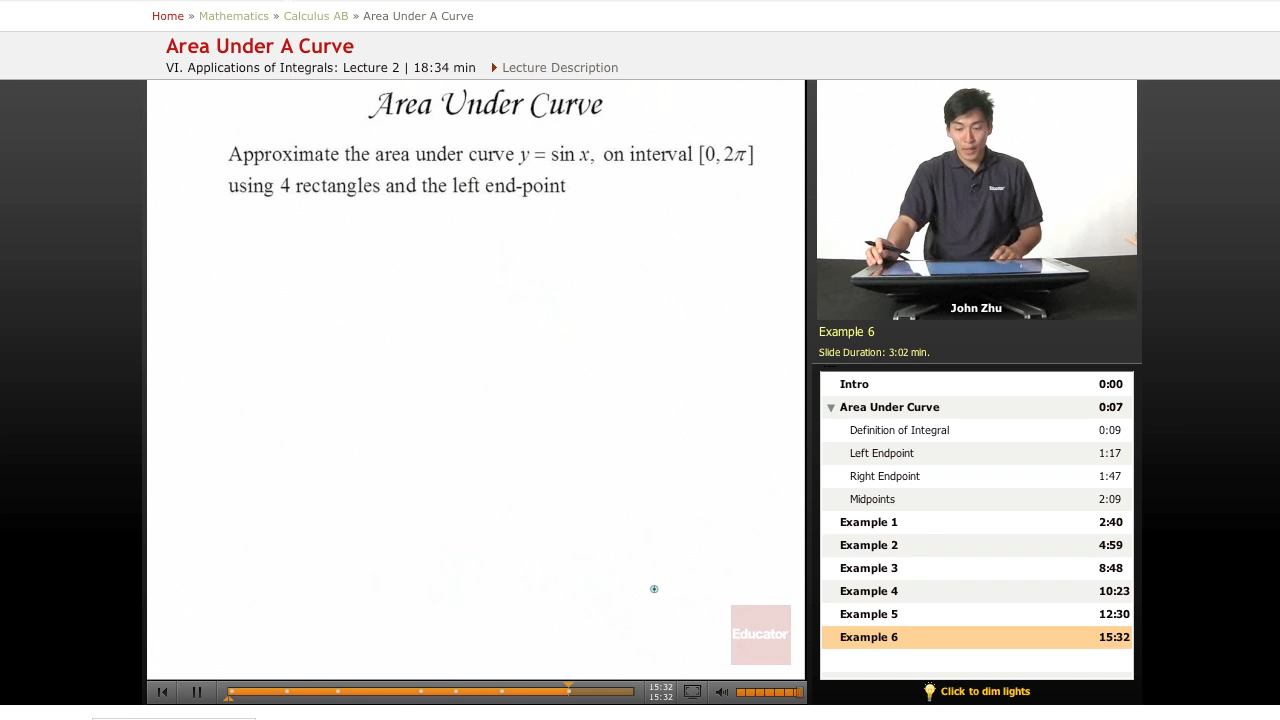 Home » Mathematics » Calculus AB » Area Under A Curve
Area Under A Curve
VI. Applications of Integrals: Lecture 2 | 18:34 min Lecture Description
Area Under Curve
Approximate the area under curve y = sin x, on interval [0, 2π]
using 4 rectangles and the left end-point
Educator
15:32
15:32
John Zhu
Example 6
Slide Duration: 3:02 min.
Intro 0:00
Area Under Curve 0:07
Definition of Integral 0:09
Left Endpoint 1:17
Right Endpoint 1:47
Midpoints 2:09
Example 1 2:40
Example 2 4:59
Example 3 8:48
Example 4 10:23
Example 5 12:30
Example 6 15:32
Click to dim lights